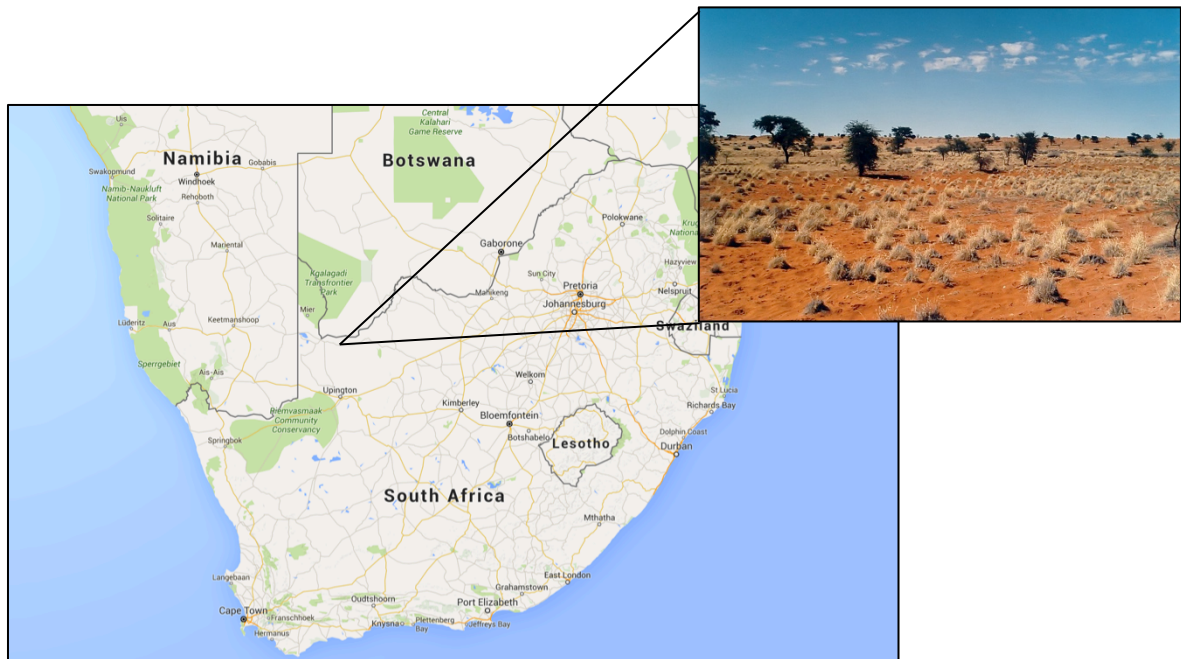 Uis
Central
Kalahari
Game Reserve
Namibia
Gobabis
Botswana
Swakopmund
Windhoek
Namib-Naukluft
National Park
Rehoboth
Solitaire
Polokwane
Mariental
Gaborone
Kgalagadi
Transfrontier
Park
Sun City
Hazyview
Mahikeng
Pretoria
Nelspruit
Johannesburg
Mier
Lüderitz
Aus
Keetmanshoop
Swaziland
Sperrgebiet
Ais-Ais
Welkom
Upington
St Lucia
Kimberley
Richards Bay
Riemvasmaak
Community
Conservancy
Bloemfontein
Springbok
Botshabelo
Lesotho
Dolphin Coast
Durban
South Africa
Mthatha
Langebaan
East London
Grahamstown
Cape Town
Franschhoek
Oudtshoorn
Port Elizabeth
Hermanus
Knysna
Plettenberg
Bay
Jeffreys Bay